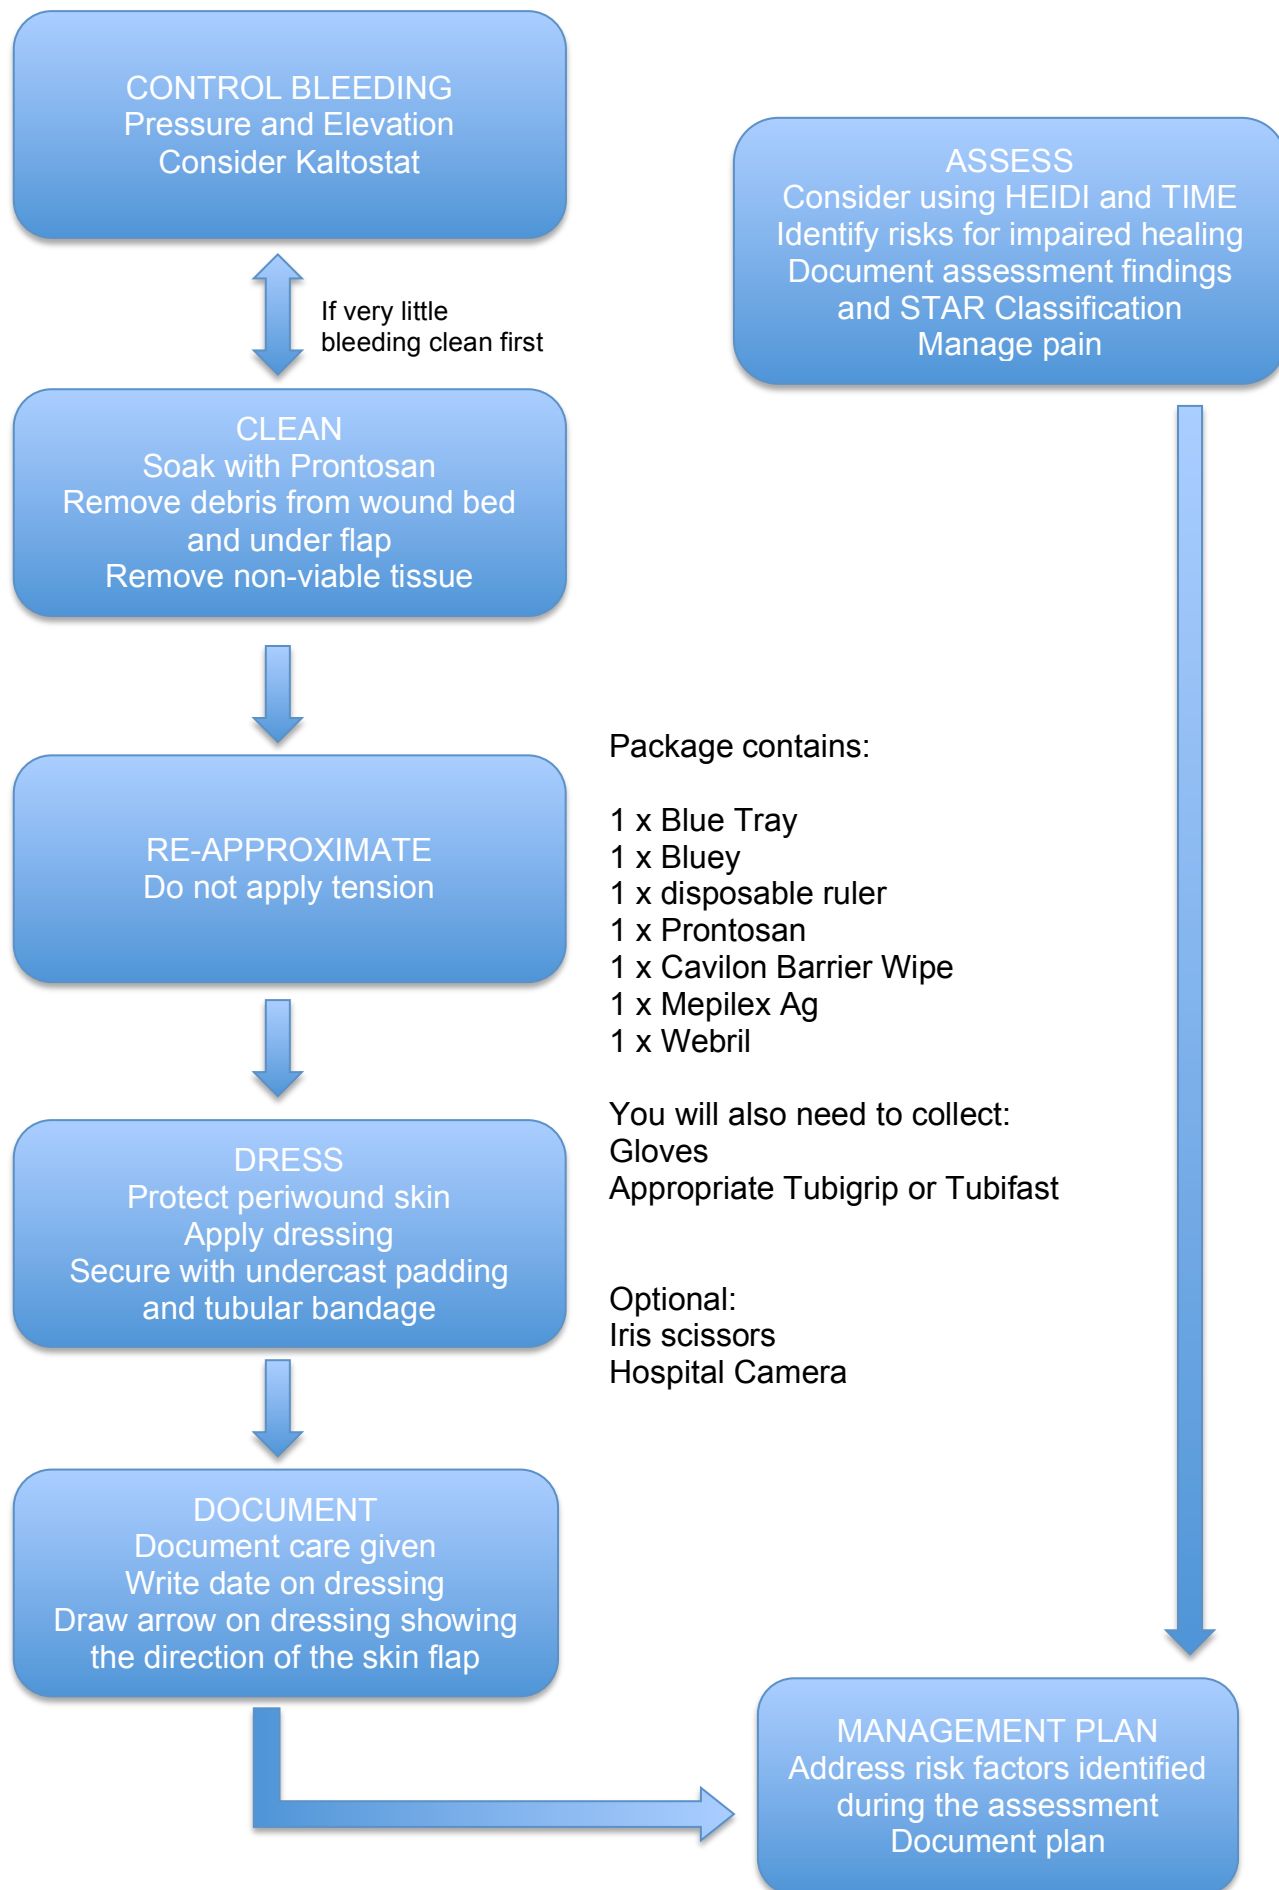 CONTROL BLEEDING
Pressure and Elevation
Consider Kaltostat
If very little
bleeding clean first
CLEAN
Soak with Prontosan
Remove debris from wound bed
and under flap
Remove non-viable tissue
RE-APPROXIMATE
Do not apply tension
DRESS
Protect periwound skin
Apply dressing
Secure with undercast padding
and tubular bandage
DOCUMENT
Document care given
Write date on dressing
Draw arrow on dressing showing
the direction of the skin flap
Package contains:
1 x Blue Tray
1 x Bluey
1 x disposable ruler
1 x Prontosan
1 x Cavilon Barrier Wipe
1 x Mepilex Ag
1 x Webril
You will also need to collect:
Gloves
Appropriate Tubigrip or Tubifast
Optional:
Iris scissors
Hospital Camera
ASSESS
Consider using HEIDI and TIME
Identify risks for impaired healing
Document assessment findings
and STAR Classification
Manage pain
MANAGEMENT PLAN
Address risk factors identified
during the assessment
Document plan